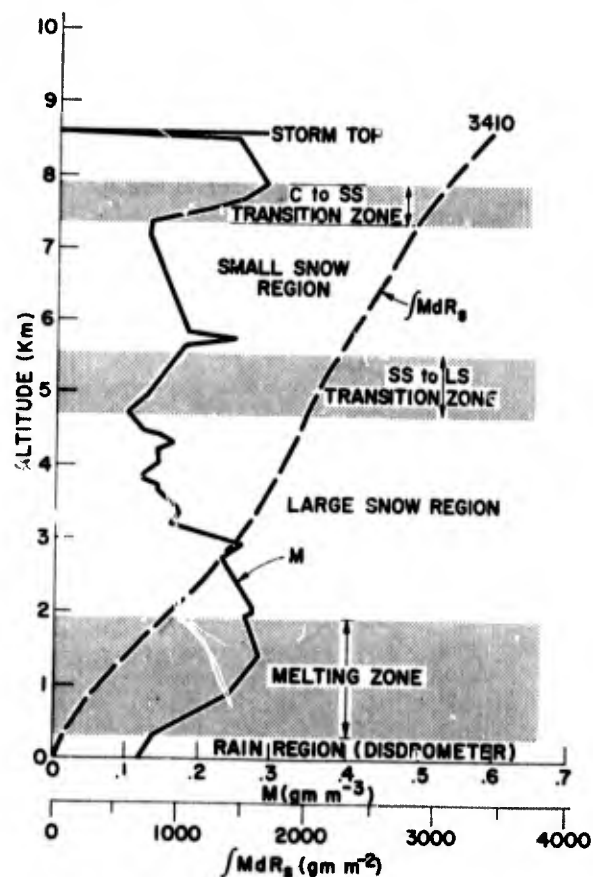 10
9
8
7
6
5
4
3
2
1
0
ALTITUDE (Km)
STORM TOP
3410
C to SS
TRANSITION ZONE
SMALL SNOW
REGION
∫MdRs
SS to LS
TRANSITION ZONE
LARGE SNOW REGION
M
MELTING ZONE
RAIN REGION (DISDROMETER)
0 .1 .2 .3 .4 .5 .6 .7
M (gm m⁻³)
0 1000 2000 3000 4000
∫MdRs (gm m⁻²)